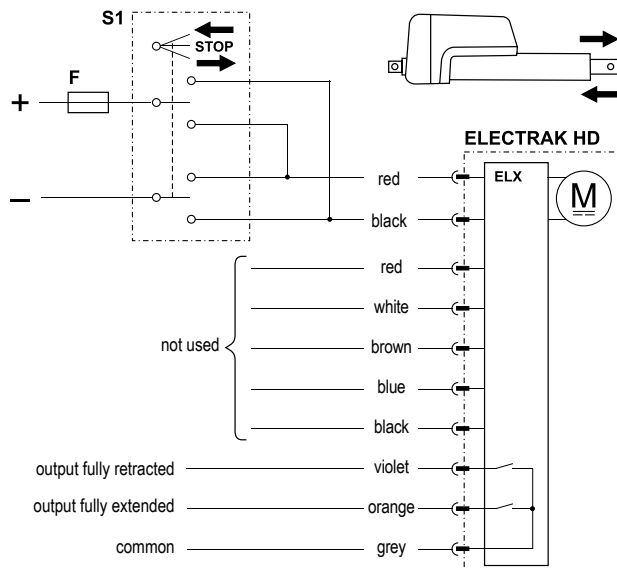 S1
STOP
F
+
–
ELECTRAK HD
ELX
M
red
black
red
white
not used
brown
blue
black
output fully retracted violet
output fully extended orange
common grey